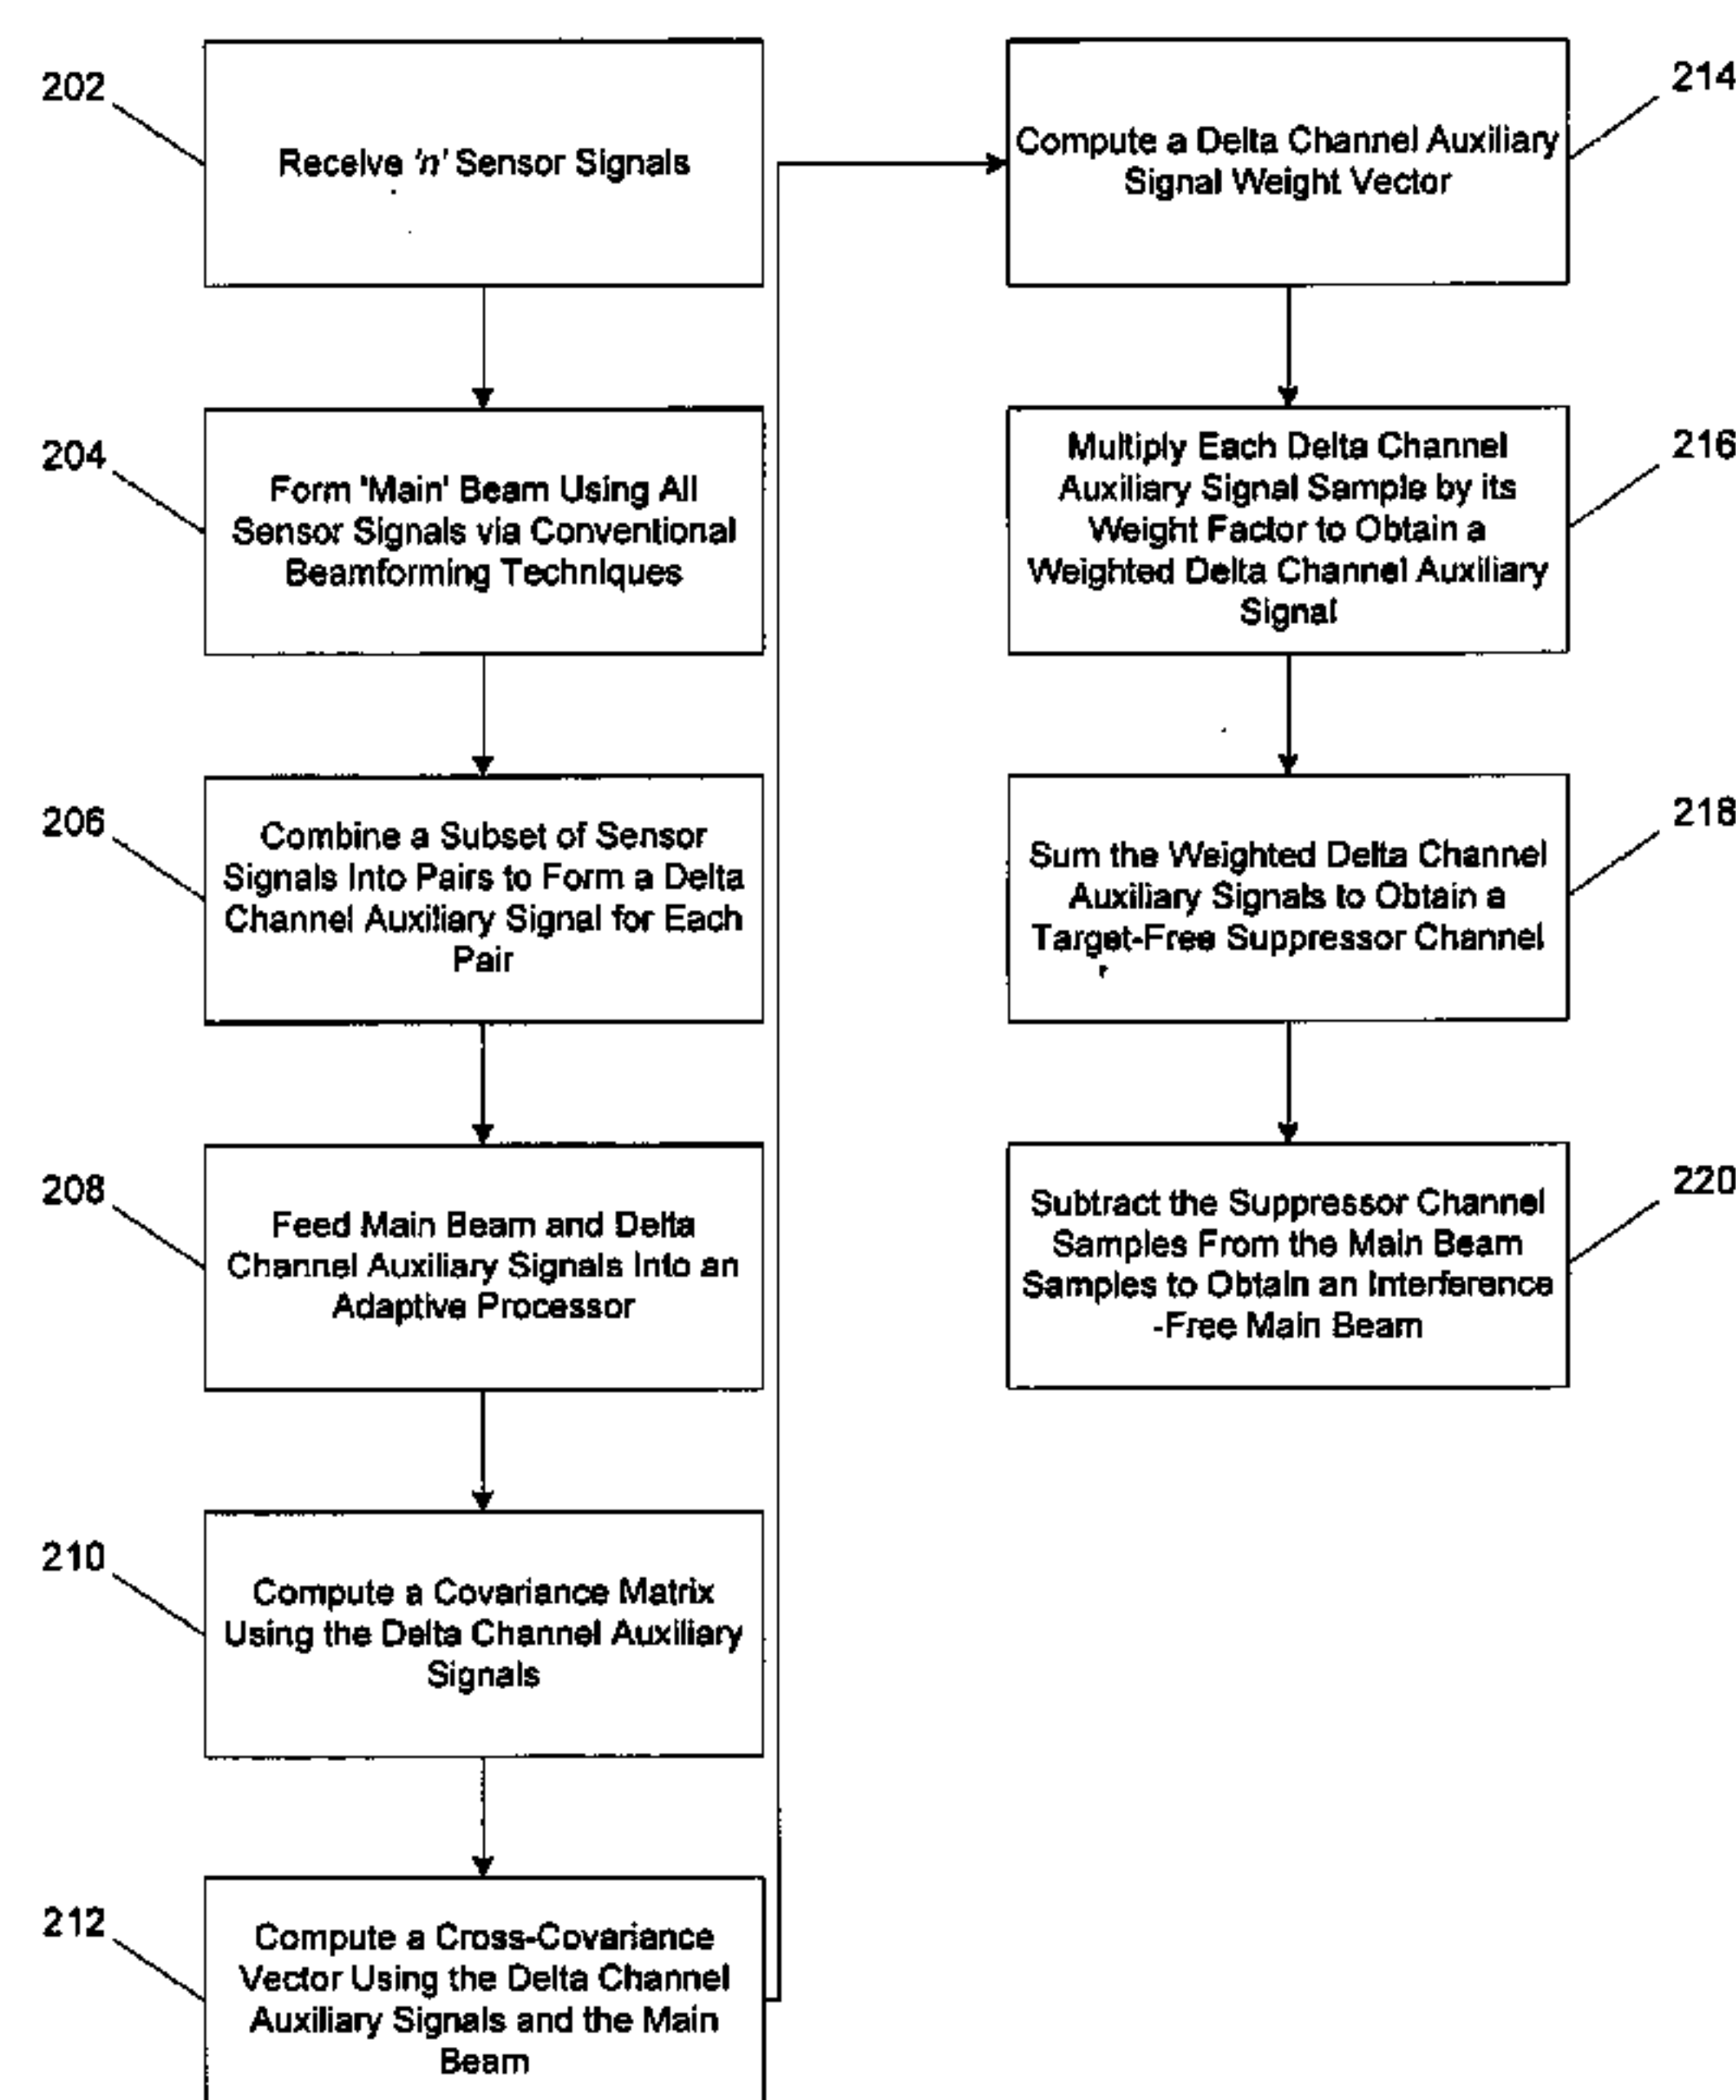 202
Receive 'n' Sensor Signals
204
Form 'Main' Beam Using All
Sensor Signals via Conventional
Beamforming Techniques
206
Combine a Subset of Sensor
Signals Into Pairs to Form a Delta
Channel Auxiliary Signal for Each
Pair
208
Feed Main Beam and Delta
Channel Auxiliary Signals Into an
Adaptive Processor
210
Compute a Covariance Matrix
Using the Delta Channel Auxiliary
Signals
212
Compute a Cross-Covariance
Vector Using the Delta Channel
Auxiliary Signals and the Main
Beam
214
Compute a Delta Channel Auxiliary
Signal Weight Vector
216
Multiply Each Delta Channel
Auxiliary Signal Sample by its
Weight Factor to Obtain a
Weighted Delta Channel Auxiliary
Signal
218
Sum the Weighted Delta Channel
Auxiliary Signals to Obtain a
Target-Free Suppressor Channel
220
Subtract the Suppressor Channel
Samples From the Main Beam
Samples to Obtain an Interference
-Free Main Beam